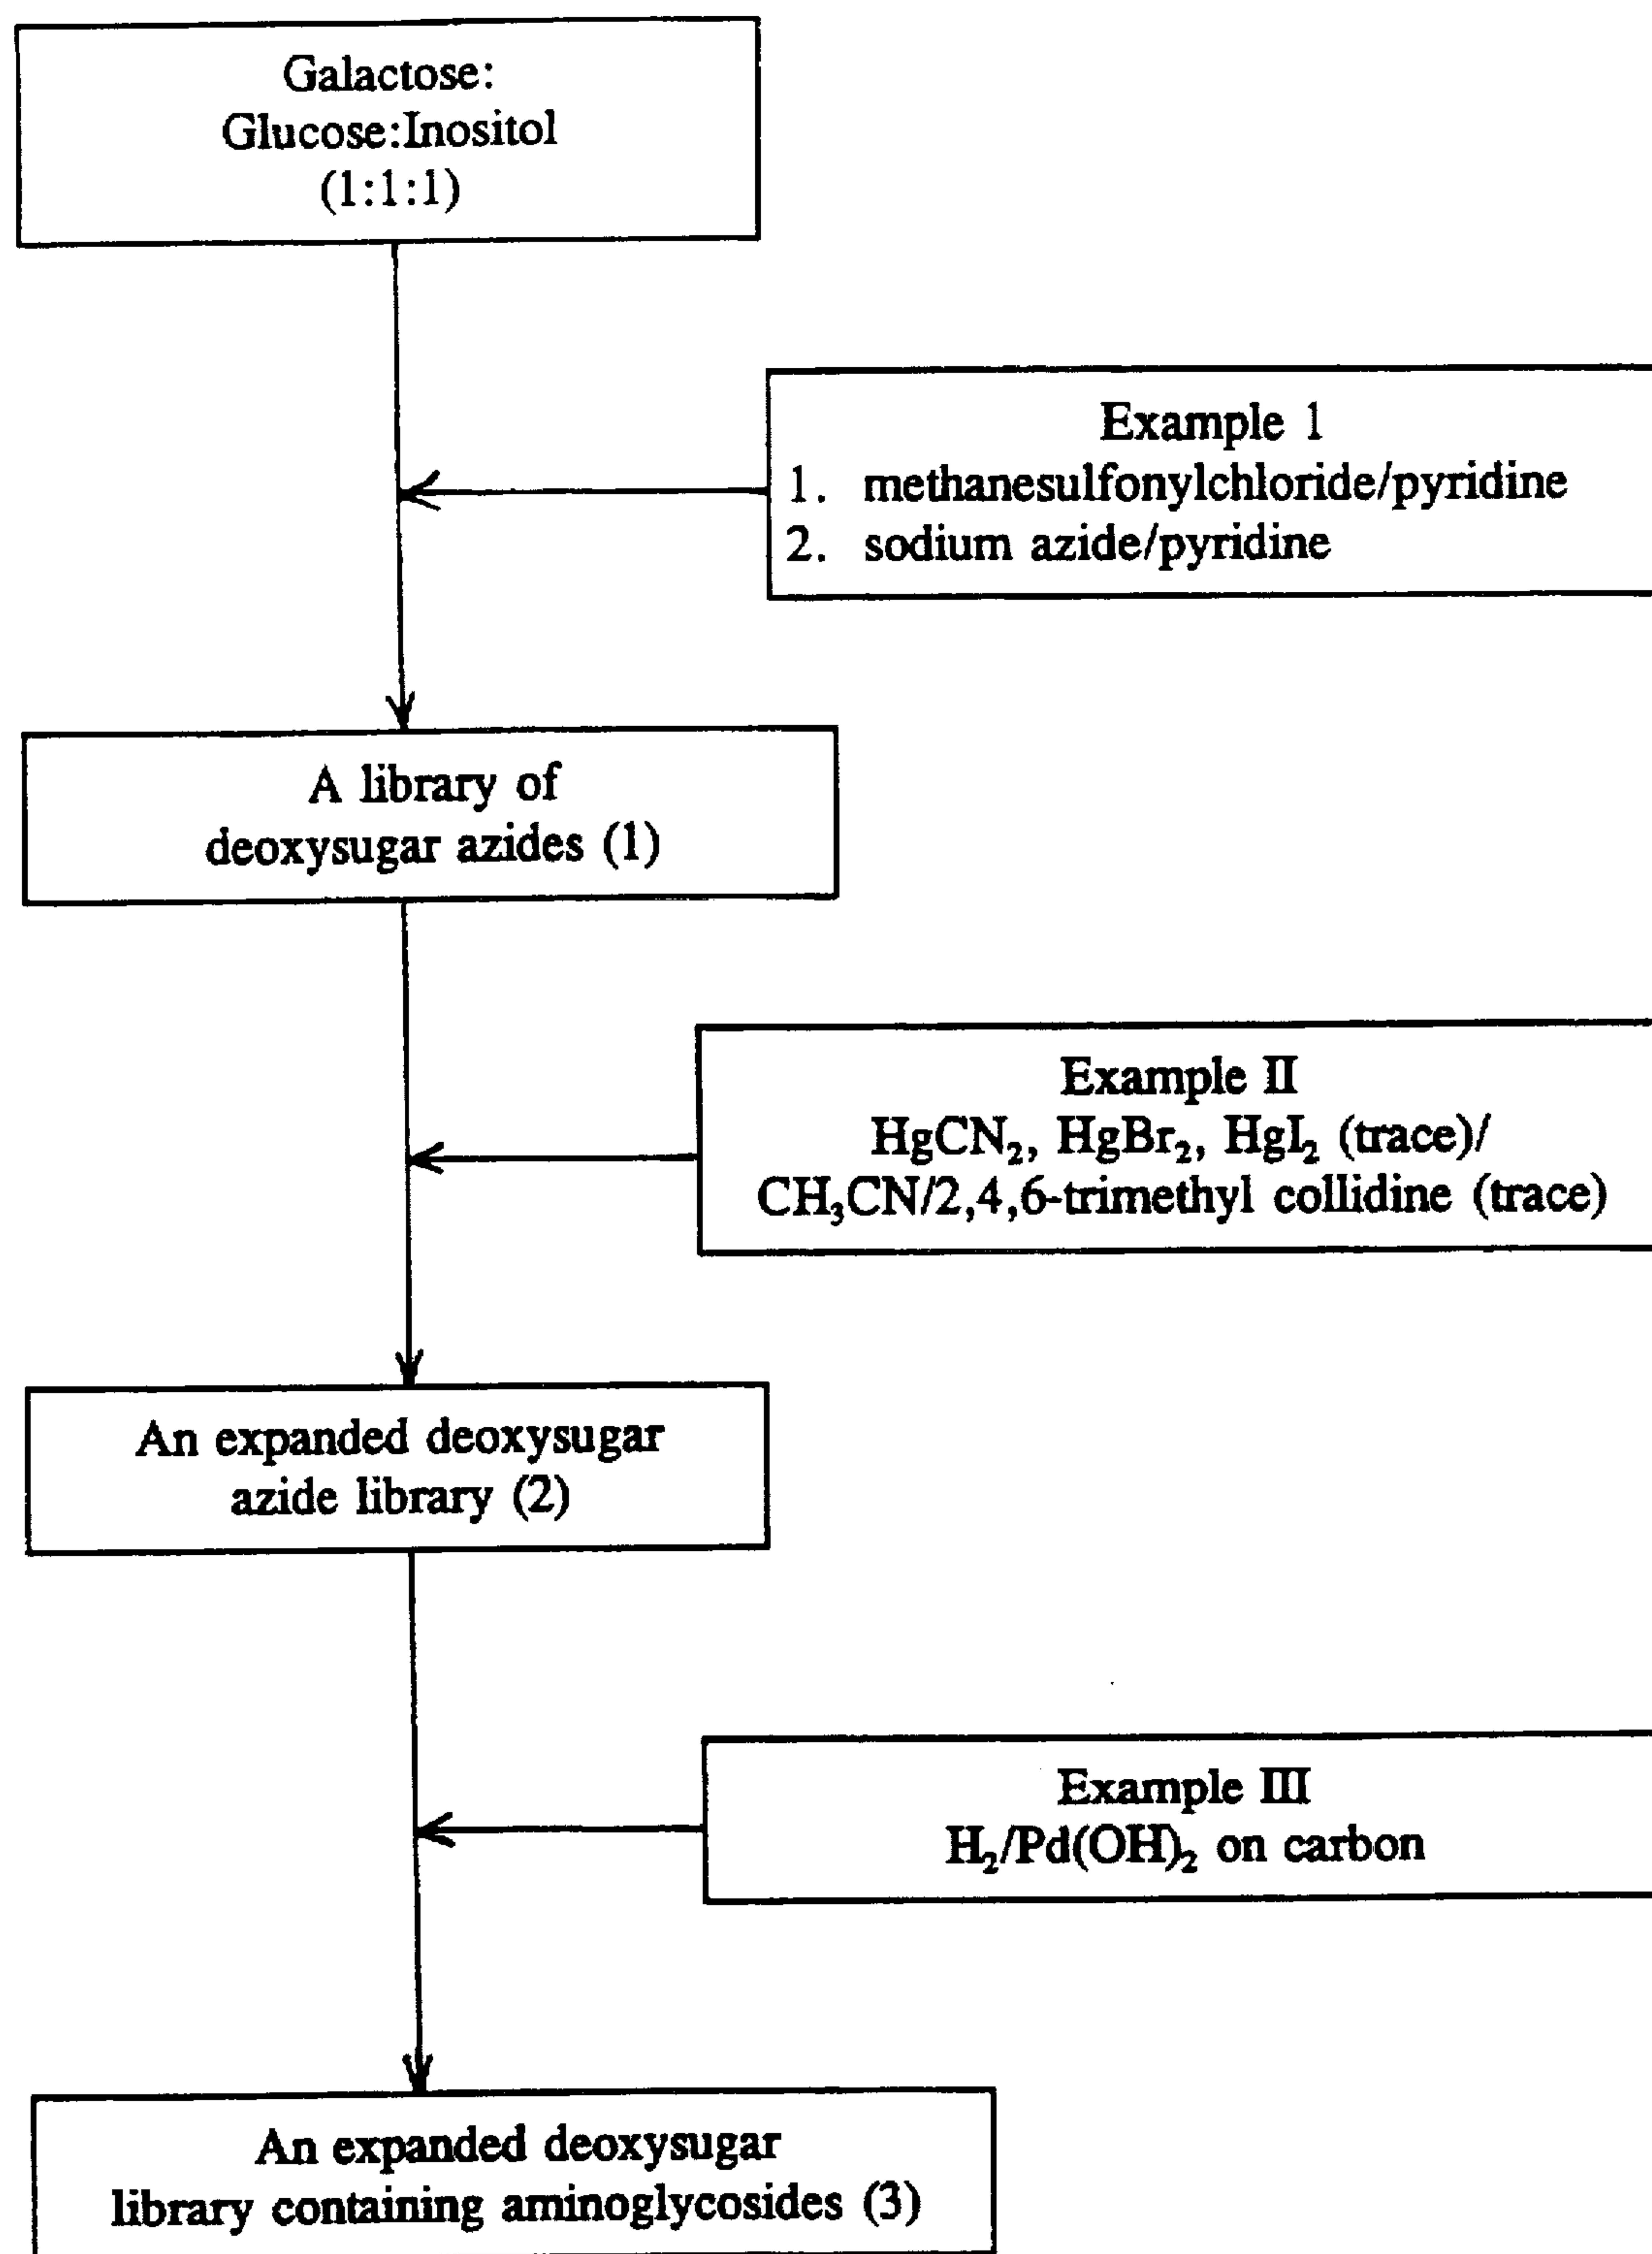 Galactose:
Glucose:Inositol
(1:1:1)
Example 1
1. methanesulfonylchloride/pyridine
2. sodium azide/pyridine
A library of
deoxysugar azides (1)
Example II
HgCN₂, HgBr₂, HgI₂ (trace)/
CH₃CN/2,4,6-trimethyl collidine (trace)
An expanded deoxysugar
azide library (2)
Example III
H₂/Pd(OH)₂ on carbon
An expanded deoxysugar
library containing aminoglycosides (3)